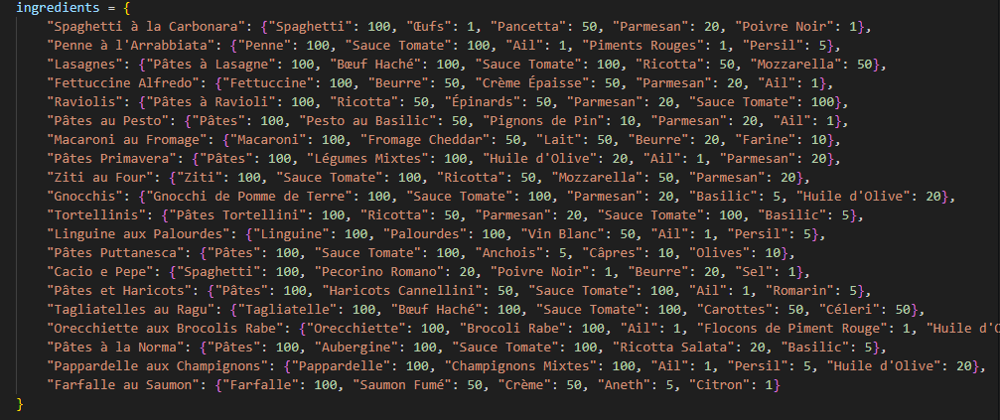 ingredients = {
"Spaghetti à la Carbonara": {"Spaghetti": 100, "Œufs": 1, "Pancetta": 50, "Parmesan": 20, "Poivre Noir": 1},
"Penne à l'Arrabbiata": {"Penne": 100, "Sauce Tomate": 100, "Ail": 1, "Piments Rouges": 1, "Persil": 5},
"Lasagnes": {"Pâtes à Lasagne": 100, "Bœuf Haché": 100, "Sauce Tomate": 100, "Ricotta": 50, "Mozzarella": 50},
"Fettuccine Alfredo": {"Fettuccine": 100, "Beurre": 50, "Crème Épaisse": 50, "Parmesan": 20, "Ail": 1},
"Raviolis": {"Pâtes à Ravioli": 100, "Ricotta": 50, "Épinards": 50, "Parmesan": 20, "Sauce Tomate": 100},
"Pâtes au Pesto": {"Pâtes": 100, "Pesto au Basilic": 50, "Pignons de Pin": 10, "Parmesan": 20, "Ail": 1},
"Macaroni au Fromage": {"Macaroni": 100, "Fromage Cheddar": 50, "Lait": 50, "Beurre": 20, "Farine": 10},
"Pâtes Primavera": {"Pâtes": 100, "Légumes Mixtes": 100, "Huile d'Olive": 20, "Ail": 1, "Parmesan": 20},
"Ziti au Four": {"Ziti": 100, "Sauce Tomate": 100, "Ricotta": 50, "Mozzarella": 50, "Parmesan": 20},
"Gnocchis": {"Gnocchi de Pomme de Terre": 100, "Sauce Tomate": 100, "Parmesan": 20, "Basilic": 5, "Huile d'Olive": 20},
"Tortellinis": {"Pâtes Tortellini": 100, "Ricotta": 50, "Parmesan": 20, "Sauce Tomate": 100, "Basilic": 5},
"Linguine aux Palourdes": {"Linguine": 100, "Palourdes": 100, "Vin Blanc": 50, "Ail": 1, "Persil": 5},
"Pâtes Puttanesca": {"Pâtes": 100, "Sauce Tomate": 100, "Anchois": 5, "Câpres": 10, "Olives": 10},
"Cacio e Pepe": {"Spaghetti": 100, "Pecorino Romano": 20, "Poivre Noir": 1, "Beurre": 20, "Sel": 1},
"Pâtes et Haricots": {"Pâtes": 100, "Haricots Cannellini": 50, "Sauce Tomate": 100, "Ail": 1, "Romarin": 5},
"Tagliatelles au Ragu": {"Tagliatelle": 100, "Bœuf Haché": 100, "Sauce Tomate": 100, "Carottes": 50, "Céleri": 50},
"Orecchiette aux Brocolis Rabe": {"Orecchiette": 100, "Brocoli Rabe": 100, "Ail": 1, "Flocons de Piment Rouge": 1, "Huile d'
"Pâtes à la Norma": {"Pâtes": 100, "Aubergine": 100, "Sauce Tomate": 100, "Ricotta Salata": 20, "Basilic": 5},
"Pappardelle aux Champignons": {"Pappardelle": 100, "Champignons Mixtes": 100, "Ail": 1, "Persil": 5, "Huile d'Olive": 20},
"Farfalle au Saumon": {"Farfalle": 100, "Saumon Fumé": 50, "Crème": 50, "Aneth": 5, "Citron": 1}
}